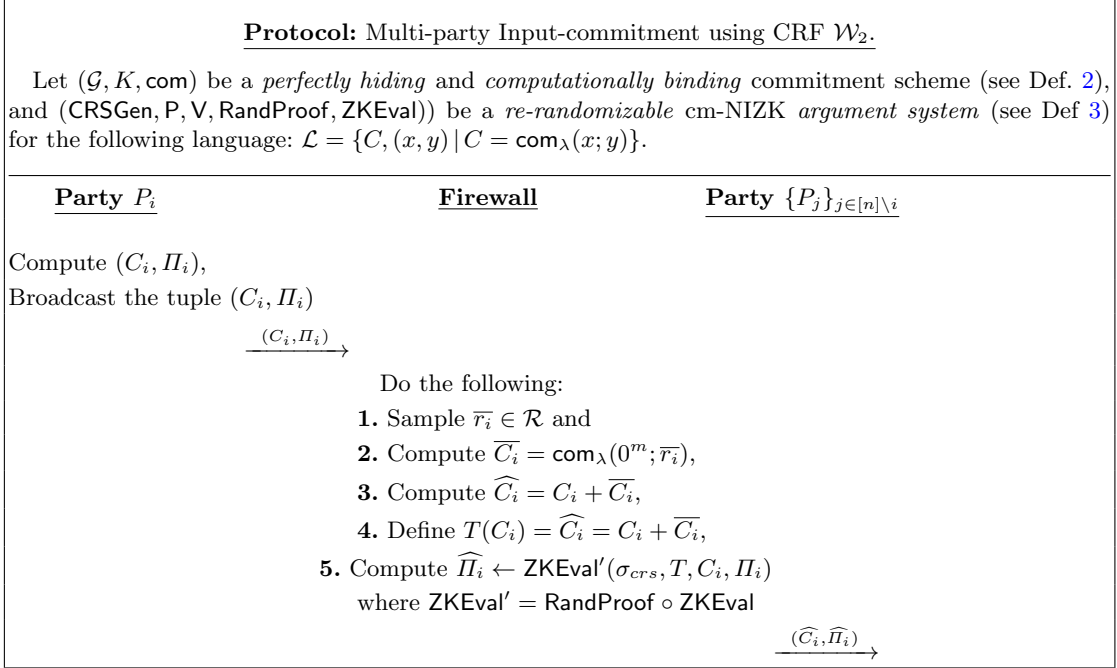 Protocol: Multi-party Input-commitment using CRF 𝒲₂.
Let (𝒢, K, com) be a perfectly hiding and computationally binding commitment scheme (see Def. 2),
and (CRSGen, P, V, RandProof, ZKEval)) be a re-randomizable cm-NIZK argument system (see Def 3)
for the following language: ℒ = {C, (x, y) | C = com_λ(x; y)}.
Party P_i Firewall Party {P_j}_{j∈[n]\i}
Compute (C_i, Π_i),
Broadcast the tuple (C_i, Π_i)
(C_i,Π_i)
Do the following:
1. Sample \overline{r_i} ∈ ℛ and
2. Compute \overline{C_i} = com_λ(0^m; \overline{r_i}),
3. Compute \widehat{C_i} = C_i + \overline{C_i},
4. Define T(C_i) = \widehat{C_i} = C_i + \overline{C_i},
5. Compute \widehat{Π_i} ← ZKEval′(σ_{crs}, T, C_i, Π_i)
where ZKEval′ = RandProof ∘ ZKEval
(\widehat{C_i},\widehat{Π_i})